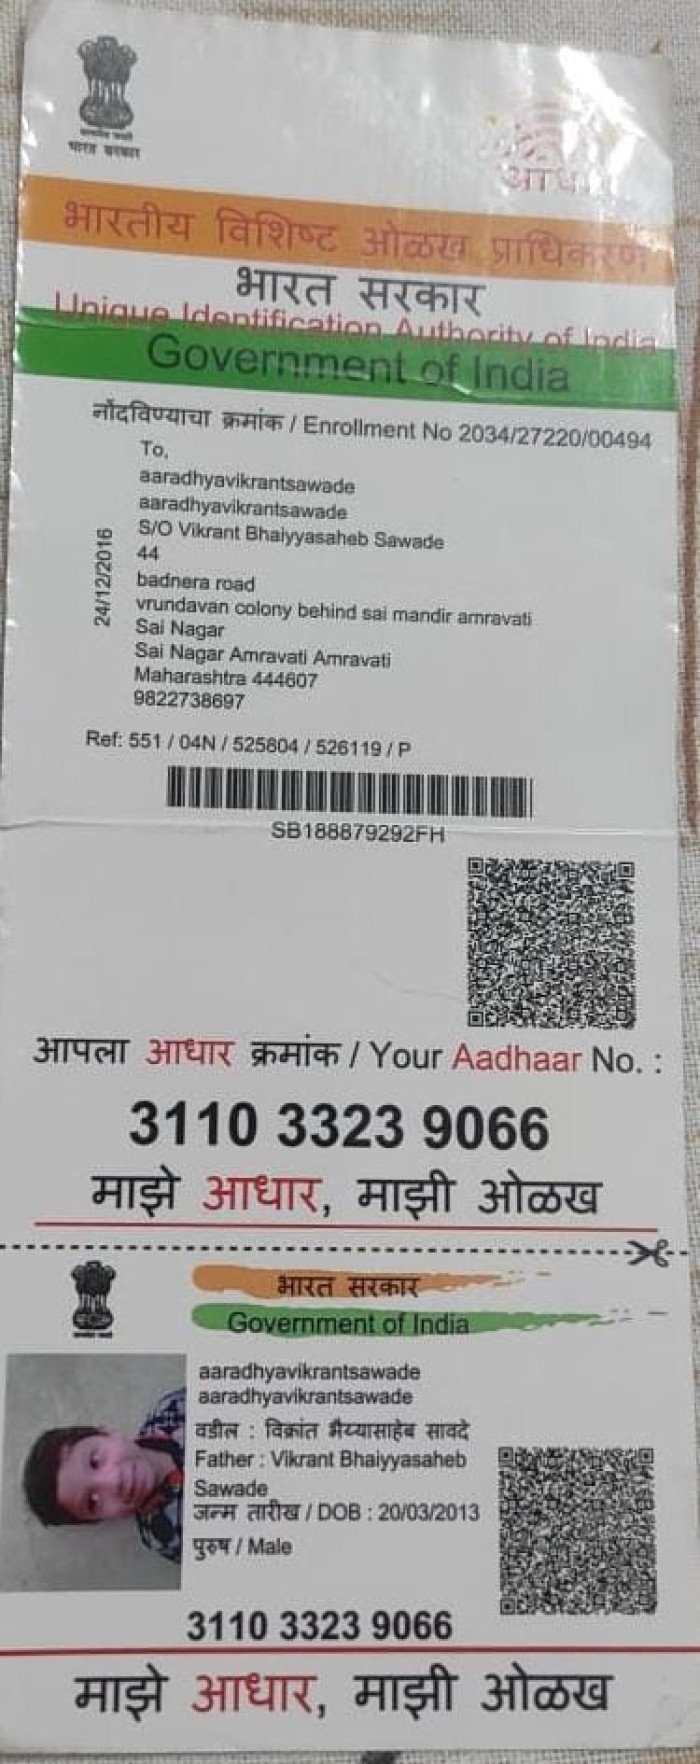 भारत सरकार
आधार
भारतीय विशिष्ट ओळख प्राधिकरण
भारत सरकार
Unique Identification Authority of India
Government of India
नोंदविण्याचा क्रमांक / Enrollment No 2034/27220/00494
To,
aaradhyavikrantsawade
aaradhyavikrantsawade
S/O Vikrant Bhaiyyasaheb Sawade
44
badnera road
vrundavan colony behind sai mandir amravati
Sai Nagar
Sai Nagar Amravati Amravati
Maharashtra 444607
9822738697
24/12/2016
Ref: 551 / 04N / 525804 / 526119 / P
SB188879292FH
आपला आधार क्रमांक / Your Aadhaar No. :
3110 3323 9066
माझे आधार, माझी ओळख
भारत सरकार
Government of India
aaradhyavikrantsawade
aaradhyavikrantsawade
वडील : विक्रांत भैय्यासाहेब सावदे
Father : Vikrant Bhaiyyasaheb
Sawade
जन्म तारीख / DOB : 20/03/2013
पुरुष / Male
3110 3323 9066
माझे आधार, माझी ओळख